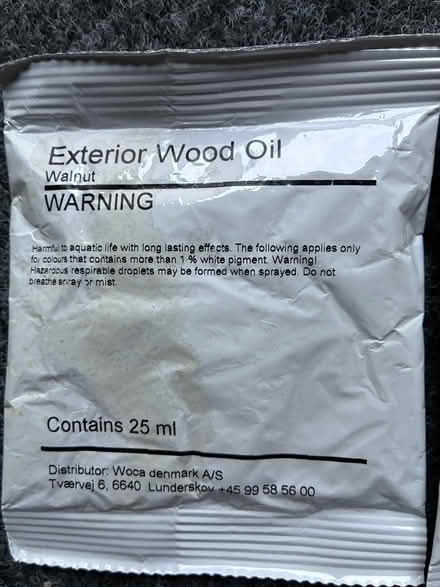 Exterior Wood Oil
Walnut
WARNING
Harmful to aquatic life with long lasting effects. The following applies only
for colours that contains more than 1 % white pigment. Warning!
Hazardous respirable droplets may be formed when sprayed. Do not
breathe spray or mist.
Contains 25 ml
Distributor: Woca denmark A/S
Tværvej 6, 6640 Lunderskov +45 99 58 56 00